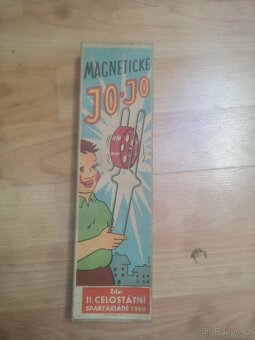 MAGNETICKÉ
JO-JO
Zdar
II. CELOSTÁTNÍ
SPARTAKIÁDĚ 1960